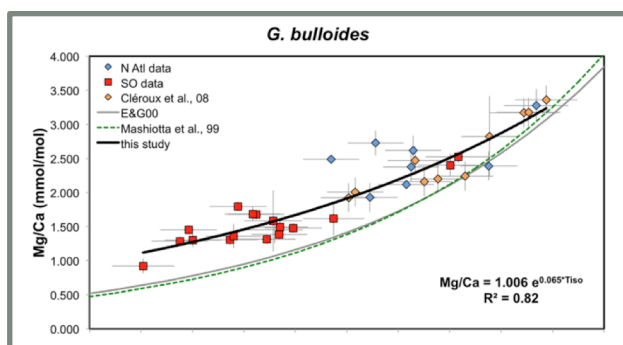 G. bulloides
Mg/Ca (mmol/mol)
4.000
3.500
3.000
2.500
2.000
1.500
1.000
0.500
0.000
N Atl data
SO data
Cléroux et al., 08
E&G00
Mashiotta et al., 99
this study
Mg/Ca = 1.006 e0.065*Tiso
R² = 0.82